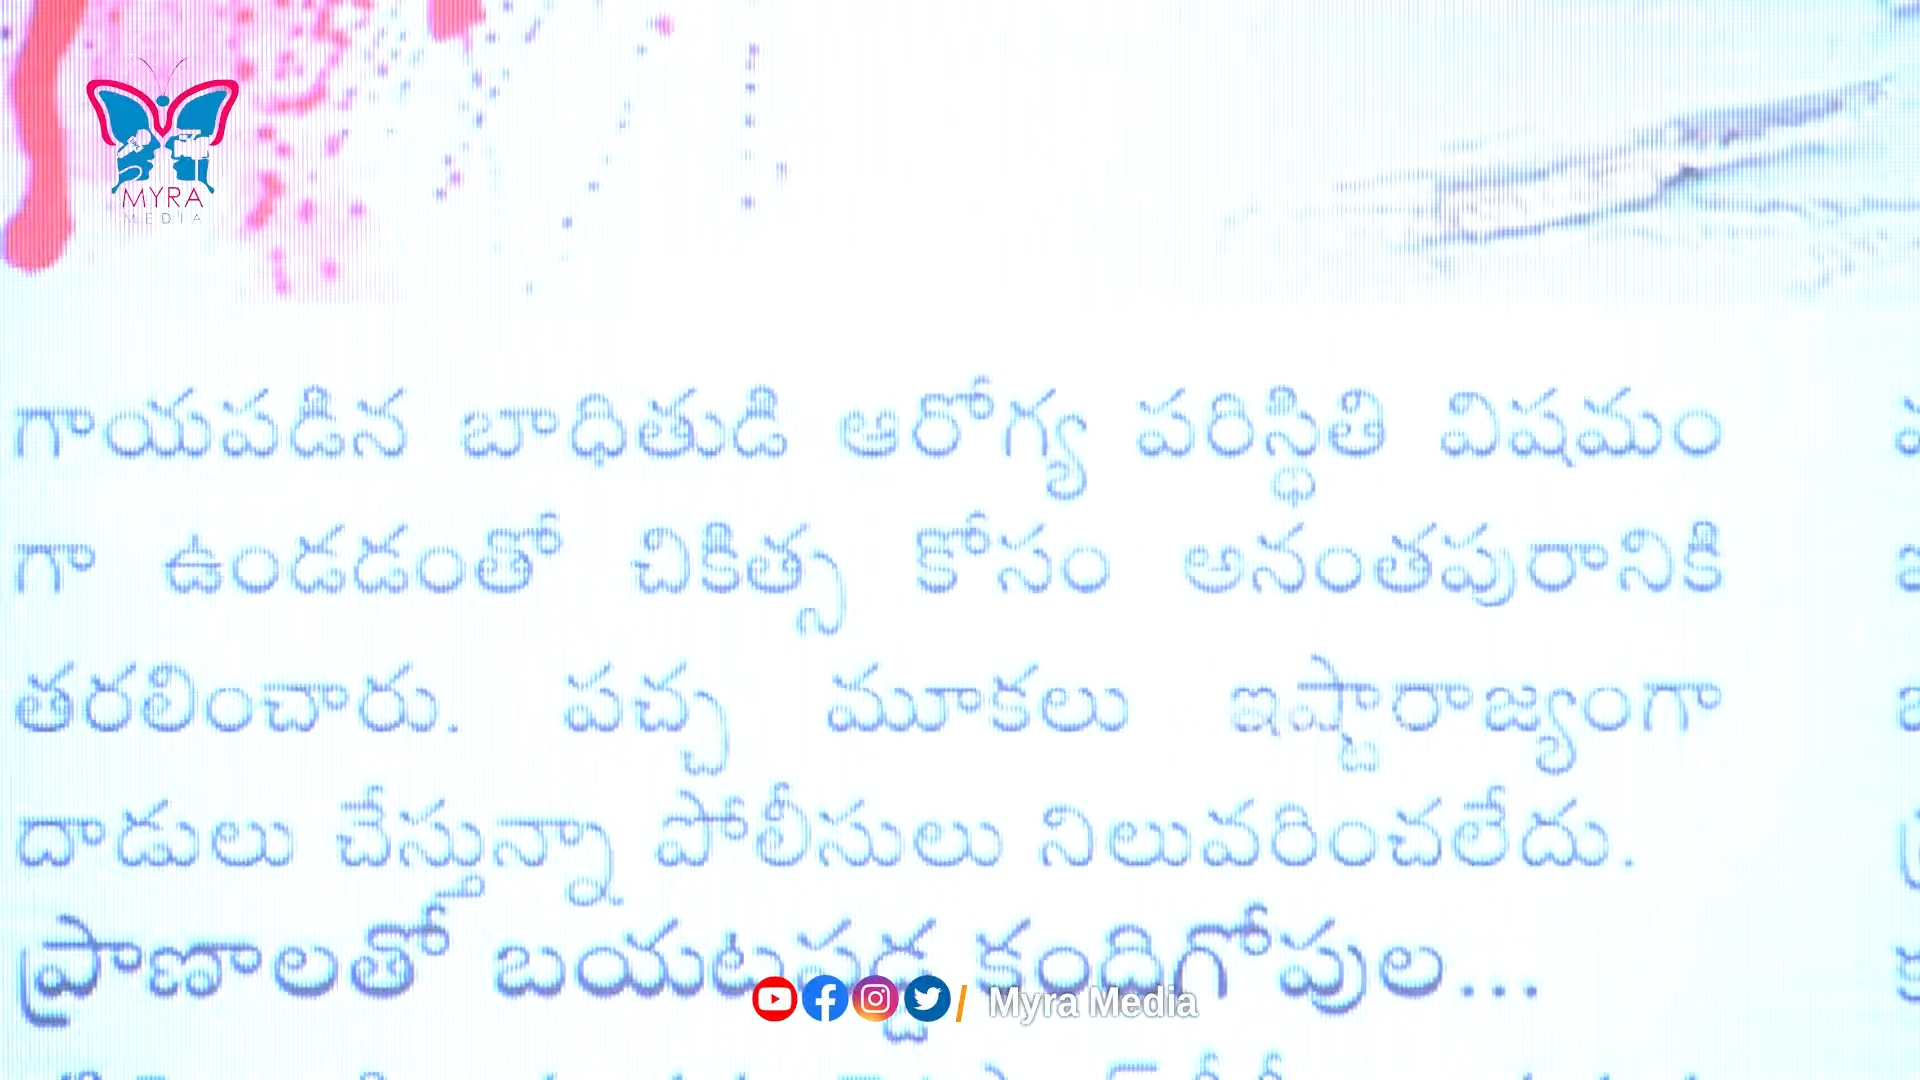 MYRA
MEDIA
గాయపడిన బాధితుడి ఆరోగ్య పరిస్థితి విషమం
గా ఉండడంతో చికిత్స కోసం అనంతపురానికి
తరలించారు. పచ్చ మూకలు ఇష్టారాజ్యంగా
దాడులు చేస్తున్నా పోలీసులు నిలువరించలేదు.
ప్రాణాలతో బయటపడ్డ కందిగోపుల...
/ Myra Media